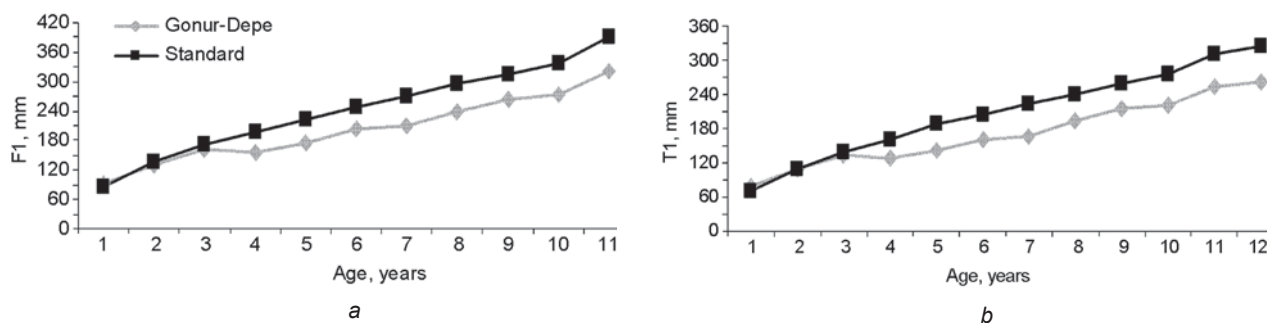 Gonur-Depe
Standard
F1, mm
420
360
300
240
180
120
60
0
1 2 3 4 5 6 7 8 9 10 11
Age, years
a
T1, mm
360
300
240
180
120
60
0
1 2 3 4 5 6 7 8 9 10 11 12
Age, years
b